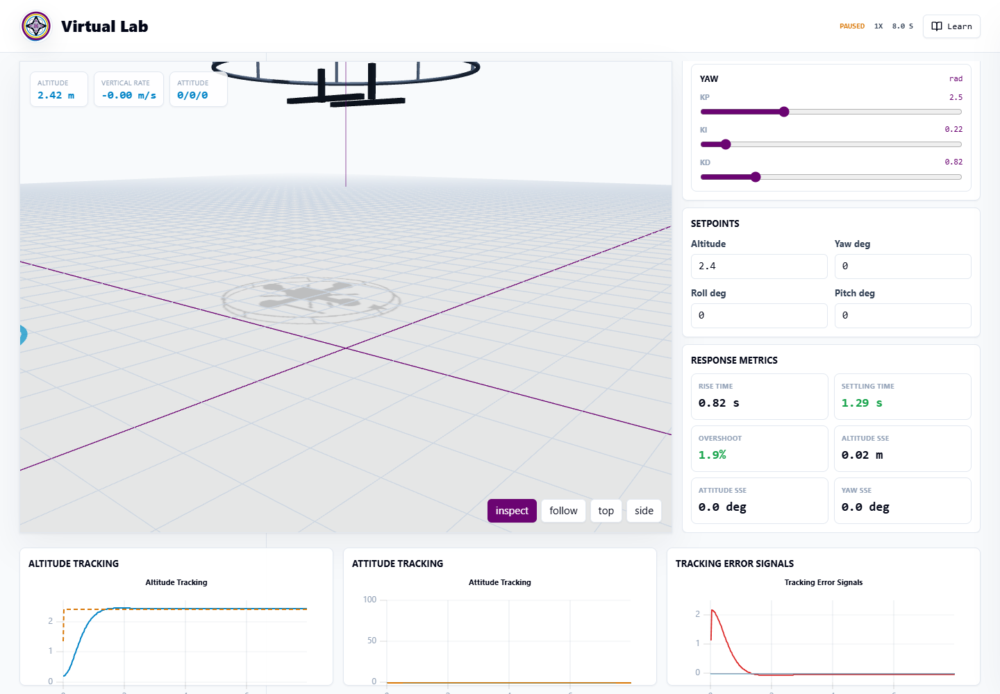 Virtual Lab
PAUSED 1X 8.0 S Learn
ALTITUDE
2.42 m
VERTICAL RATE
-0.00 m/s
ATTITUDE
0/0/0
inspect follow top side
YAW rad
KP 2.5
KI 0.22
KD 0.82
SETPOINTS
Altitude Yaw deg
2.4 0
Roll deg Pitch deg
0 0
RESPONSE METRICS
RISE TIME SETTLING TIME
0.82 s 1.29 s
OVERSHOOT ALTITUDE SSE
1.9% 0.02 m
ATTITUDE SSE YAW SSE
0.0 deg 0.0 deg
ALTITUDE TRACKING
Altitude Tracking
2
1
0
ATTITUDE TRACKING
Attitude Tracking
100
50
0
TRACKING ERROR SIGNALS
Tracking Error Signals
2
1
0